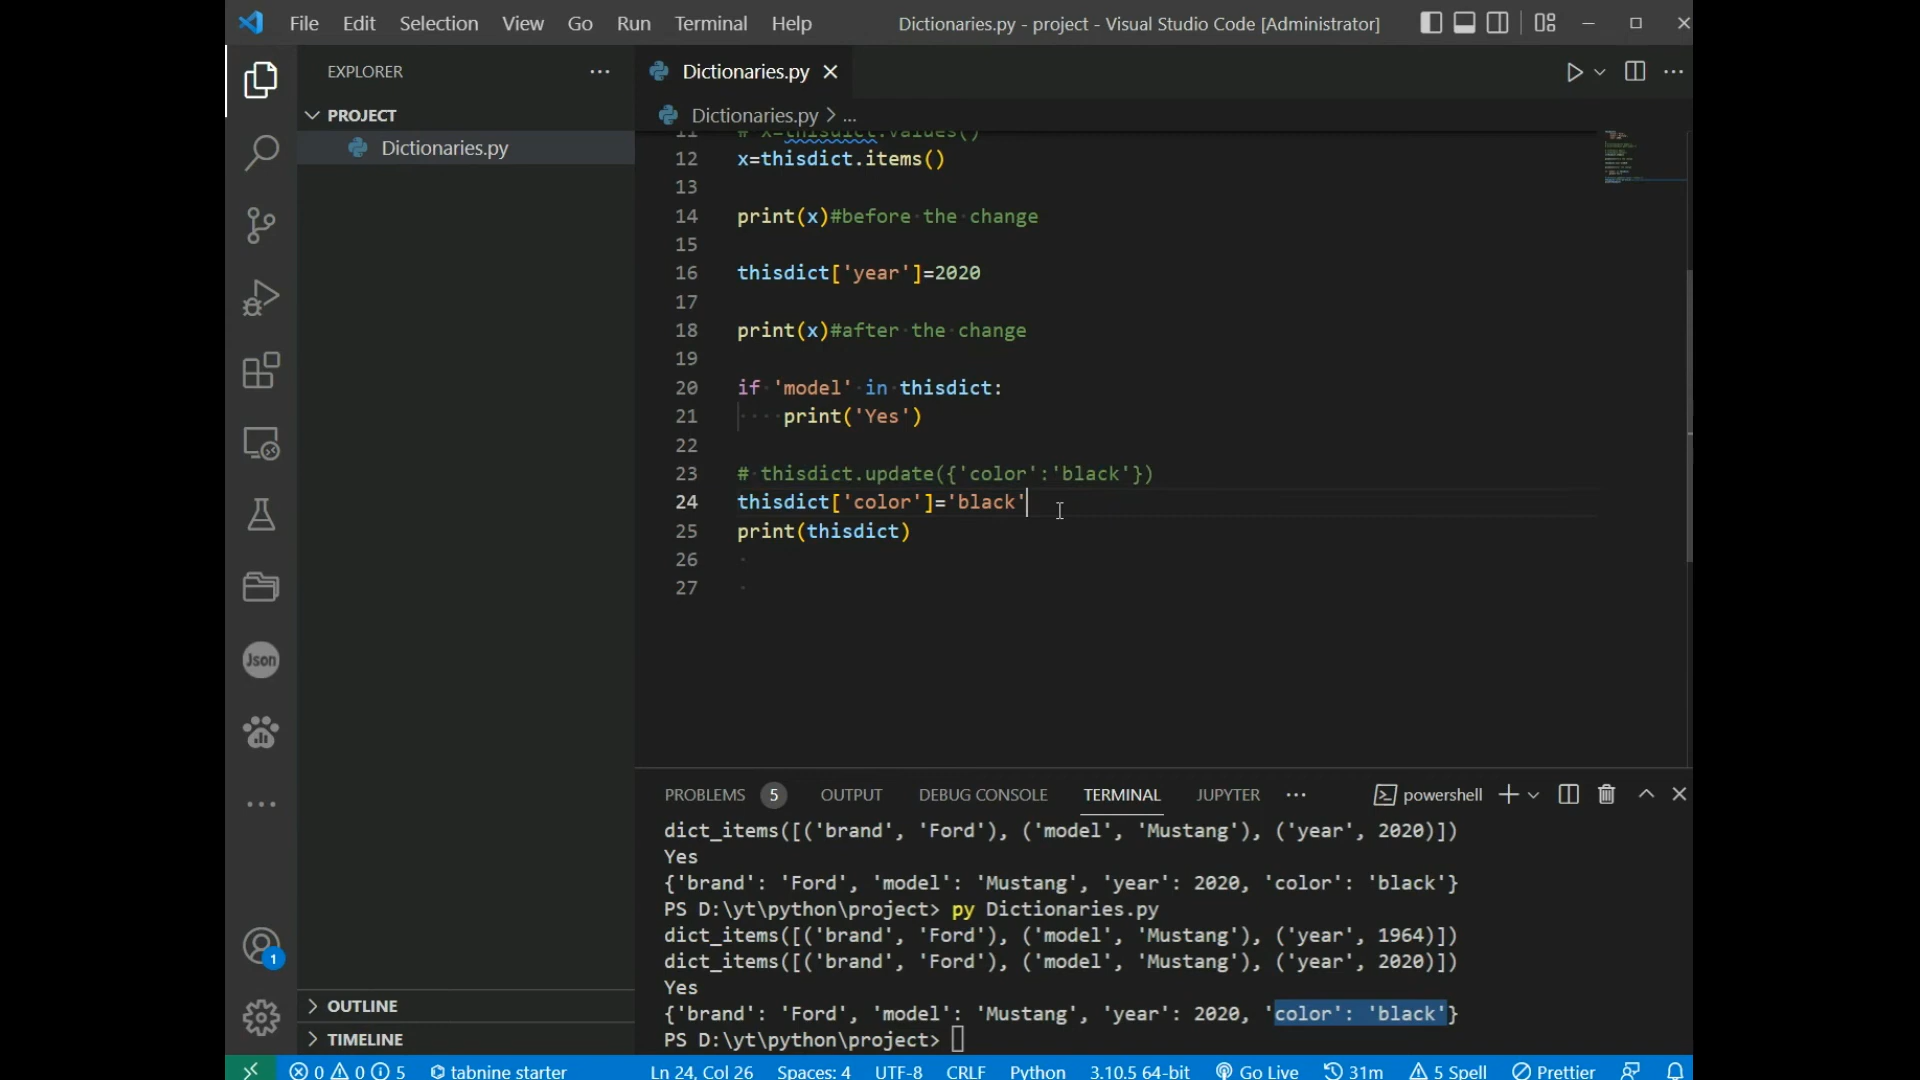 File Edit Selection View Go Run Terminal Help Dictionaries.py - project - Visual Studio Code [Administrator]
EXPLORER
Dictionaries.py
PROJECT
Dictionaries.py
Dictionaries.py > ...
11 # x=thisdict.values()
12 x=thisdict.items()
13
14 print(x)#before the change
15
16 thisdict['year']=2020
17
18 print(x)#after the change
19
20 if 'model' in thisdict:
21 print('Yes')
22
23 # thisdict.update({'color':'black'})
24 thisdict['color']='black'
25 print(thisdict)
26
27
Json
PROBLEMS 5 OUTPUT DEBUG CONSOLE TERMINAL JUPYTER ... powershell
dict_items([('brand', 'Ford'), ('model', 'Mustang'), ('year', 2020)])
Yes
{'brand': 'Ford', 'model': 'Mustang', 'year': 2020, 'color': 'black'}
PS D:\yt\python\project> py Dictionaries.py
dict_items([('brand', 'Ford'), ('model', 'Mustang'), ('year', 1964)])
dict_items([('brand', 'Ford'), ('model', 'Mustang'), ('year', 2020)])
Yes
{'brand': 'Ford', 'model': 'Mustang', 'year': 2020, 'color': 'black'}
PS D:\yt\python\project>
1
OUTLINE
TIMELINE
0 0 5 tabnine starter Ln 24, Col 26 Spaces: 4 UTF-8 CRLF Python 3.10.5 64-bit Go Live 31m 5 Spell Prettier